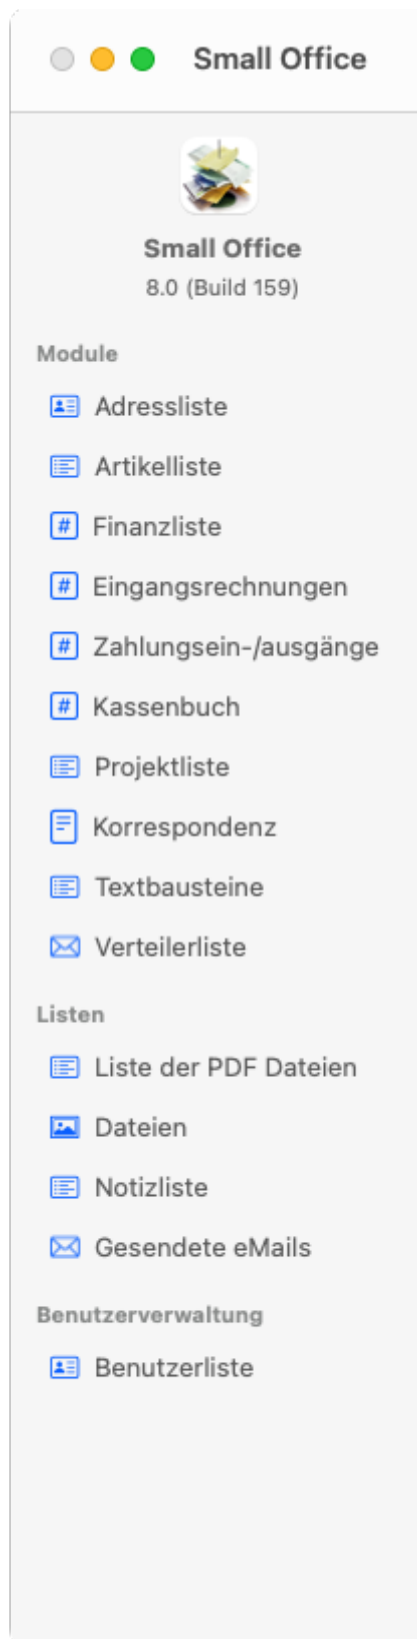 Small Office
Small Office
8.0 (Build 159)
Module
Adressliste
Artikelliste
# Finanzliste
# Eingangsrechnungen
# Zahlungsein-/ausgänge
# Kassenbuch
Projektliste
Korrespondenz
Textbausteine
Verteilerliste
Listen
Liste der PDF Dateien
Dateien
Notizliste
Gesendete eMails
Benutzerverwaltung
Benutzerliste